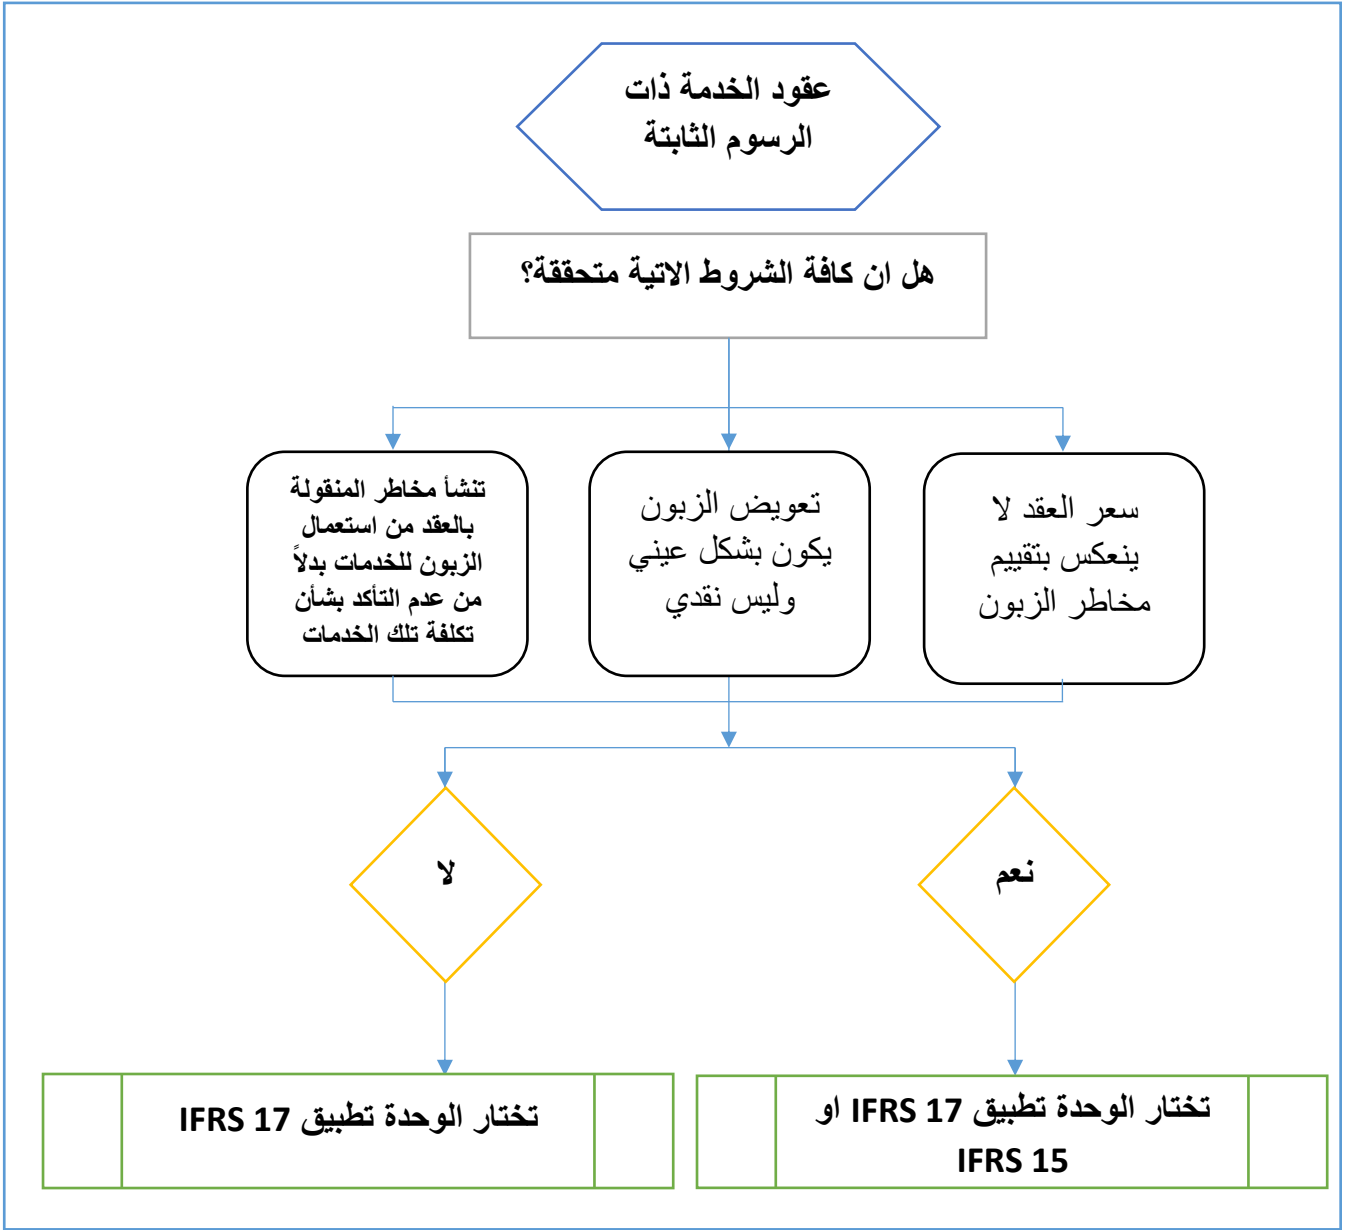 عقود الخدمة ذات
الرسوم الثابتة
هل ان كافة الشروط الاتية متحققة؟
سعر العقد لا
ينعكس بتقييم
مخاطر الزبون
تعويض الزبون
يكون بشكل عيني
وليس نقدي
تنشأ مخاطر المنقولة
بالعقد من استعمال
الزبون للخدمات بدلاً
من عدم التأكد بشأن
تكلفة تلك الخدمات
نعم
لا
تختار الوحدة تطبيق IFRS 17 او
IFRS 15
تختار الوحدة تطبيق IFRS 17